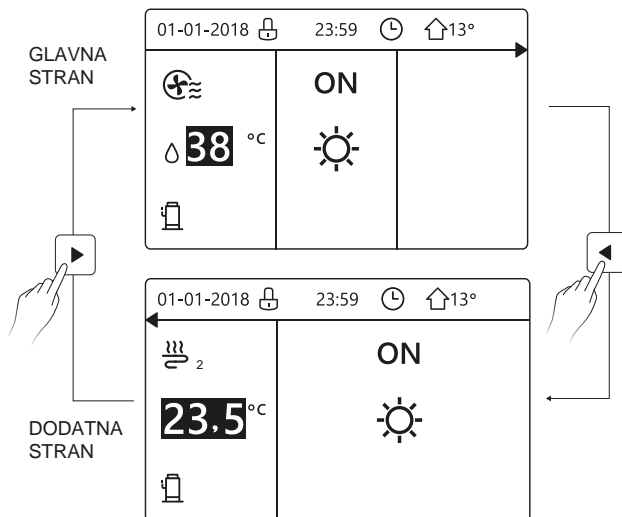 GLAVNA
STRAN
01-01-2018 23:59 13°
ON
38 °C
01-01-2018 23:59 13°
2
ON
23,5 °C
DODATNA
STRAN